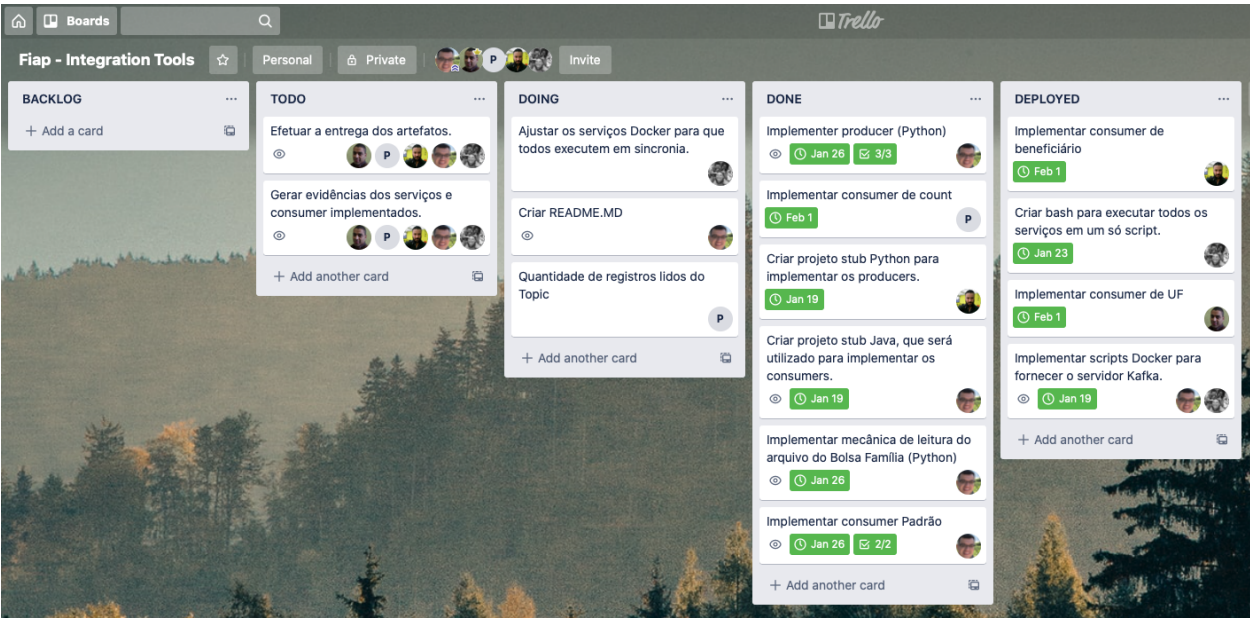 Boards
Trello
Fiap - Integration Tools
Personal
Private
P
Invite
BACKLOG
+ Add a card
TODO
Efetuar a entrega dos artefatos.
P
Gerar evidências dos serviços e
consumer implementados.
P
+ Add another card
DOING
Ajustar os serviços Docker para que
todos executem em sincronia.
Criar README.MD
Quantidade de registros lidos do
Topic
P
+ Add another card
DONE
Implementer producer (Python)
Jan 26 3/3
Implementar consumer de count
Feb 1 P
Criar projeto stub Python para
implementar os producers.
Jan 19
Criar projeto stub Java, que será
utilizado para implementar os
consumers.
Jan 19
Implementar mecânica de leitura do
arquivo do Bolsa Família (Python)
Jan 26
Implementar consumer Padrão
Jan 26 2/2
+ Add another card
DEPLOYED
Implementar consumer de
beneficiário
Feb 1
Criar bash para executar todos os
serviços em um só script.
Jan 23
Implementar consumer de UF
Feb 1
Implementar scripts Docker para
fornecer o servidor Kafka.
Jan 19
+ Add another card